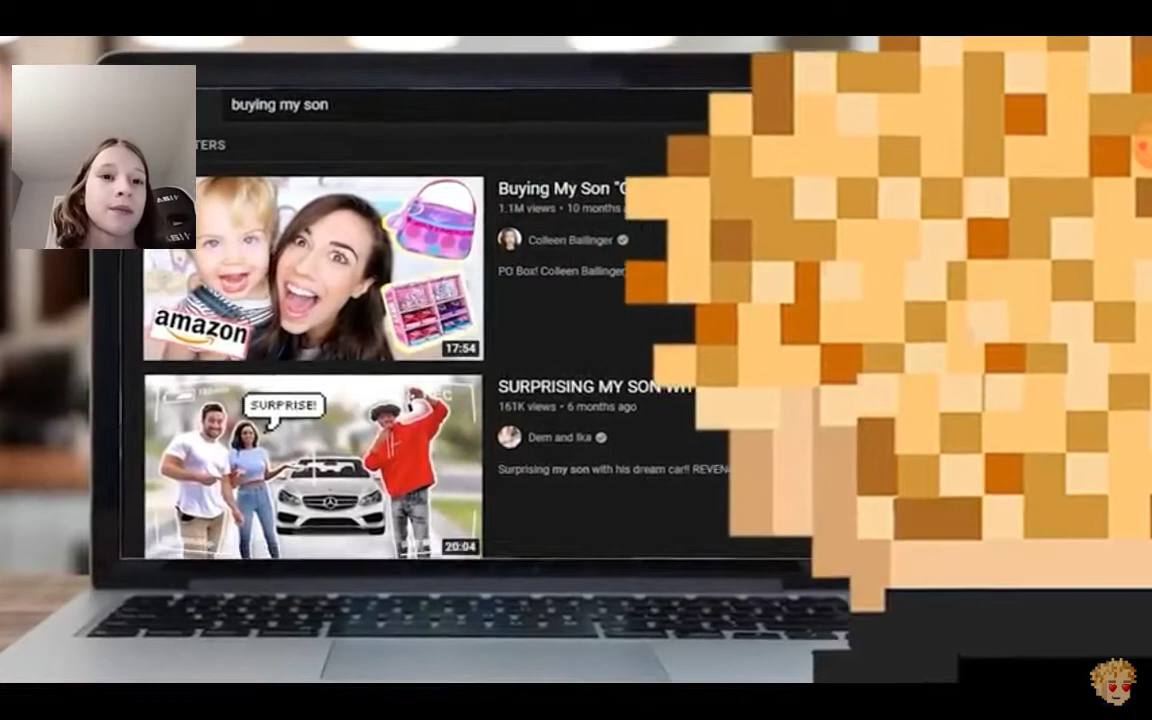 buying my son
TERS
Buying My Son "
1.1M views • 10 months
Colleen Ballinger
PO Box! Colleen Ballinger
amazon
17:54
SURPRISING MY SON
161K views • 6 months ago
SURPRISE!
Dem and Ika
Surprising my son with his dream car!! REVEN
20:04